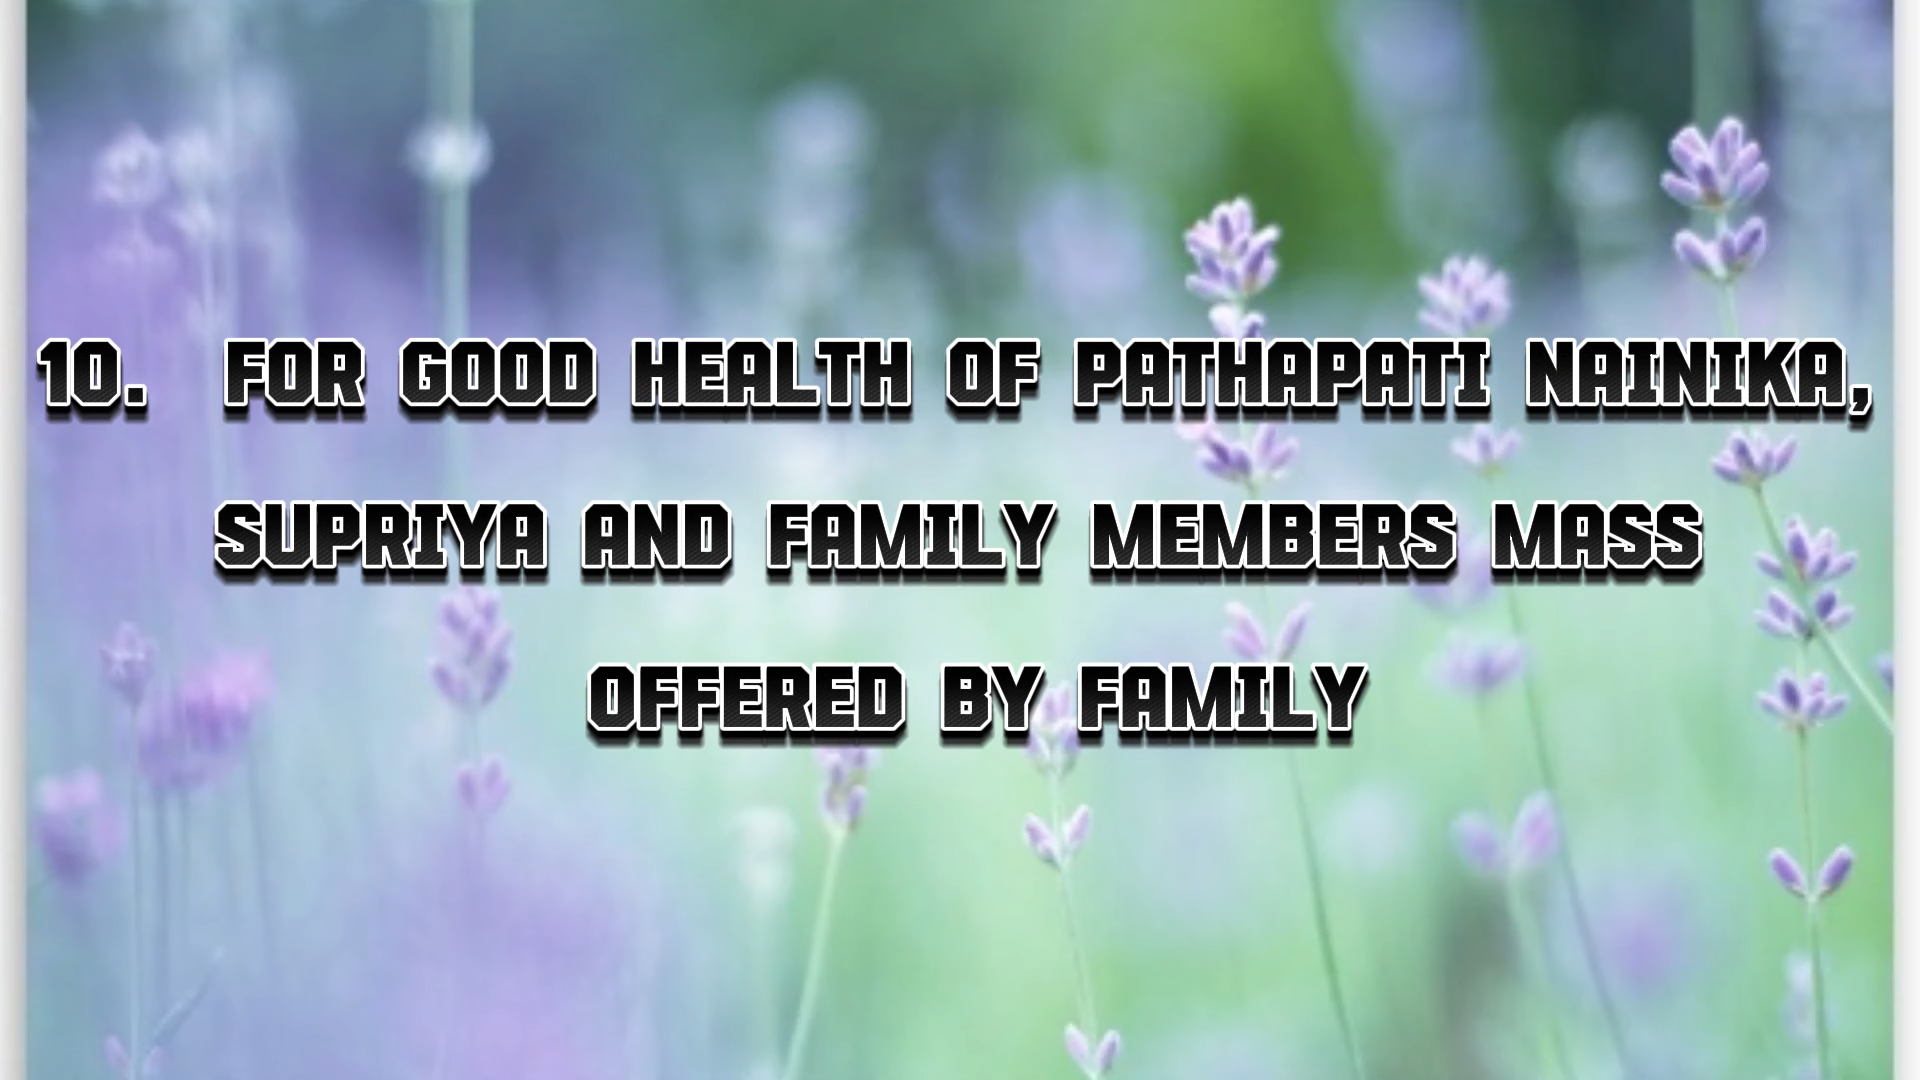 10. FOR GOOD HEALTH OF PATHAPATI NAINIKA,
SUPRIYA AND FAMILY MEMBERS MASS
OFFERED BY FAMILY